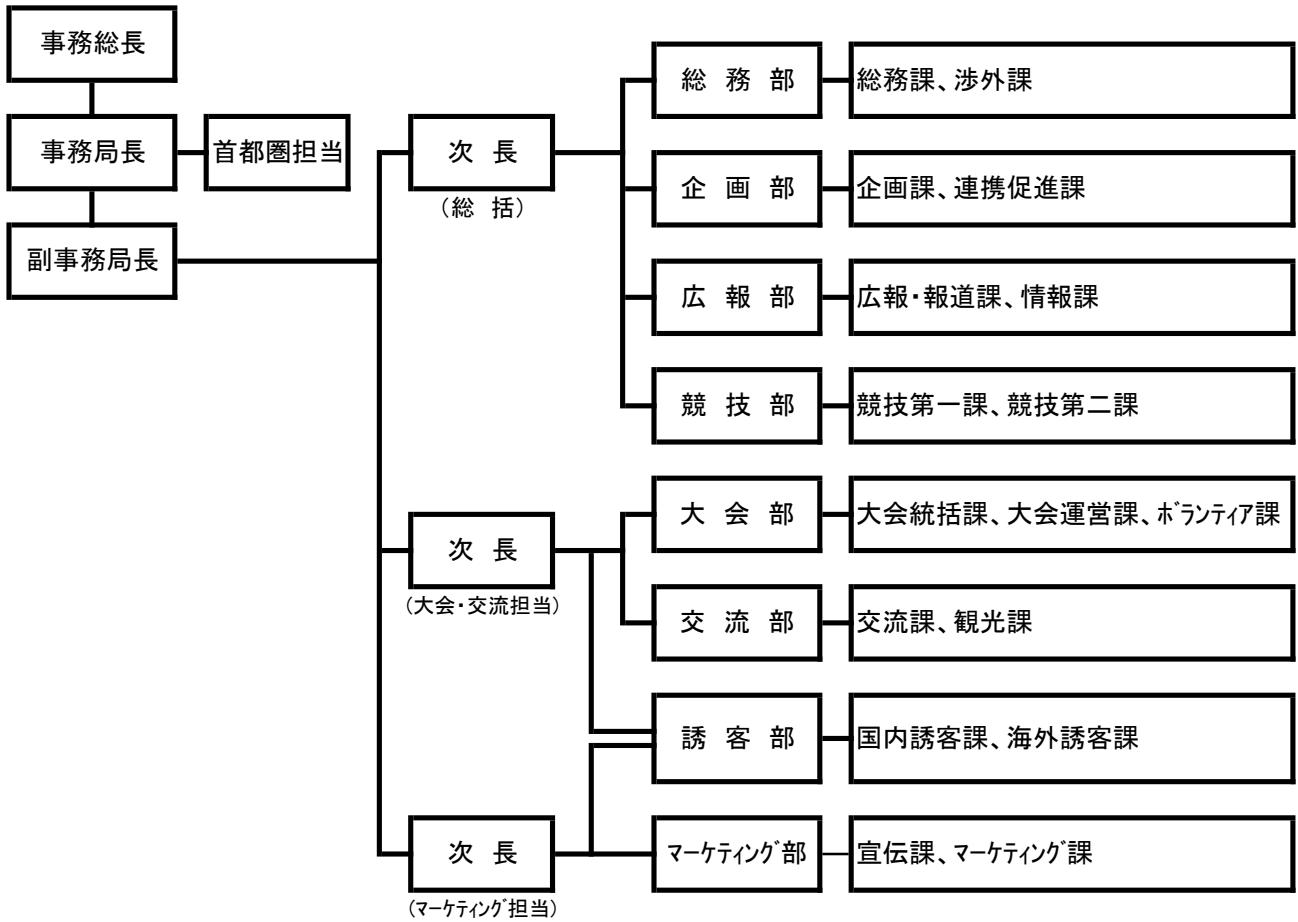 事務総長
事務局長
首都圏担当
副事務局長
次 長
(総 括)
総 務 部
総務課、渉外課
企 画 部
企画課、連携促進課
広 報 部
広報・報道課、情報課
競 技 部
競技第一課、競技第二課
次 長
(大会・交流担当)
大 会 部
大会統括課、大会運営課、ﾎﾞﾗﾝﾃｨｱ課
交 流 部
交流課、観光課
誘 客 部
国内誘客課、海外誘客課
次 長
(ﾏｰｹﾃｨﾝｸﾞ担当)
ﾏｰｹﾃｨﾝｸﾞ部
宣伝課、ﾏｰｹﾃｨﾝｸﾞ課